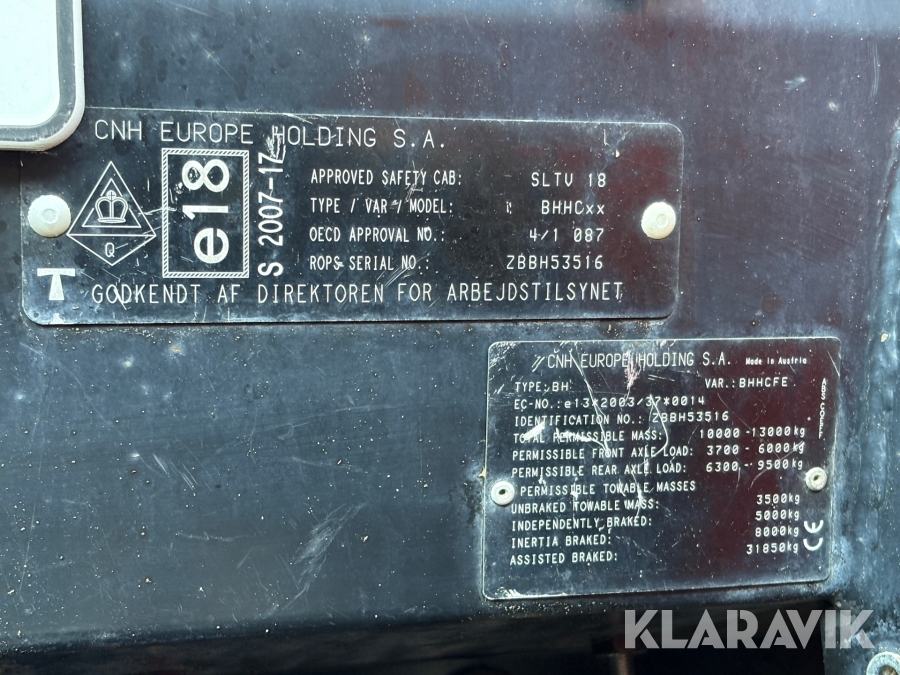 CNH EUROPE HOLDING S.A.
Q
e18
S 2007-17
APPROVED SAFETY CAB: SLTV 18
TYPE / VAR / MODEL: BHHCxx
OECD APPROVAL NO.: 4/1 087
ROPS SERIAL NO.: ZBBH53516
T
GODKENDT AF DIREKTOREN FOR ARBEJDSTILSYNET
CNH EUROPE HOLDING S.A. Made in Austria
TYPE:BH VAR.: BHHCFE
EC-NO.: e13*2003/37*0014
IDENTIFICATION NO.: ZBBH53516
TOTAL PERMISSIBLE MASS: 10000 -13000kg
PERMISSIBLE FRONT AXLE LOAD: 3700 - 6000kg
PERMISSIBLE REAR AXLE LOAD: 6300 - 9500kg
PERMISSIBLE TOWABLE MASSES
UNBRAKED TOWABLE MASS: 3500kg
INDEPENDENTLY BRAKED: 5000kg
INERTIA BRAKED: 8000kg
ASSISTED BRAKED: 31850kg
CE
KLARAVIK